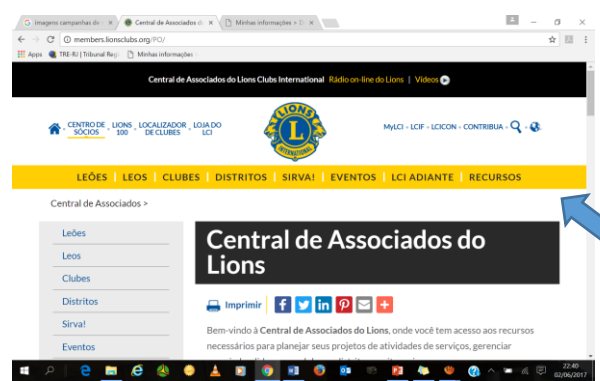 imagens campanhas de
Central de Associados do
Minhas informações > D
members.lionsclubs.org/PO/
Apps
TRE-RJ | Tribunal Reg
Minhas informações
Central de Associados do Lions Clubs International Rádio on-line do Lions | Vídeos
CENTRO DE SÓCIOS
LIONS 100
LOCALIZADOR DE CLUBES
LOJA DO LCI
LIONS
L
INTERNATIONAL
MyLCI - LCIF - LCICON - CONTRIBUA
LEÕES | LEOS | CLUBES | DISTRITOS | SIRVA! | EVENTOS | LCI ADIANTE | RECURSOS
Central de Associados >
Leões
Leos
Clubes
Distritos
Sirva!
Eventos
Central de Associados do
Lions
Imprimir
Bem-vindo à Central de Associados do Lions, onde você tem acesso aos recursos
necessários para planejar seus projetos de atividades de serviços, gerenciar
22:40
02/06/2017